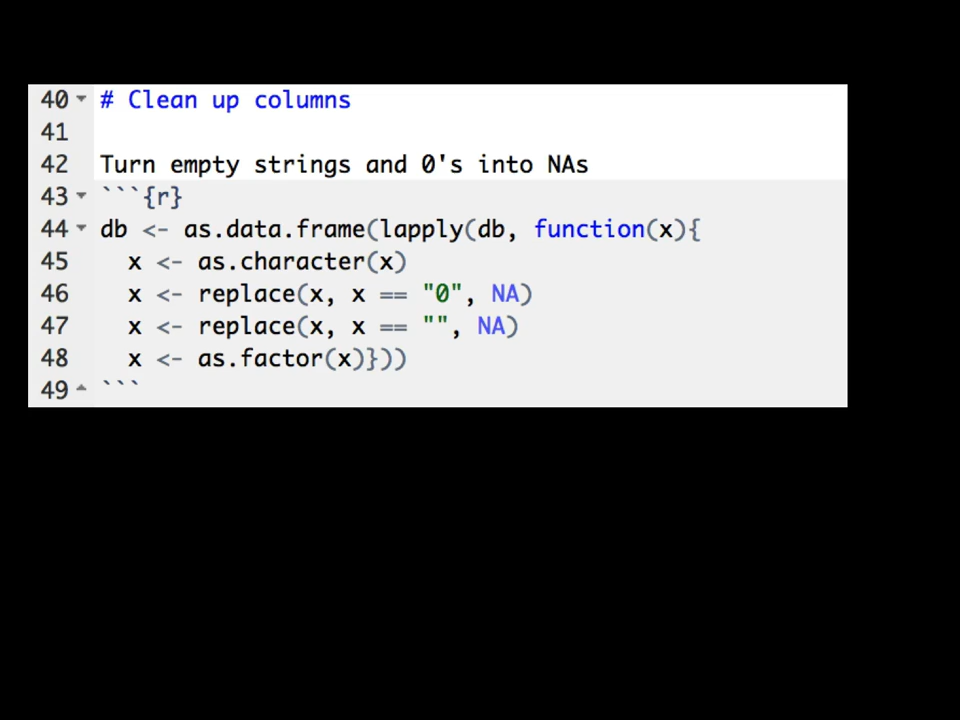 40 # Clean up columns
41
42 Turn empty strings and 0's into NAs
43 ```{r}
44 db <- as.data.frame(lapply(db, function(x){
45   x <- as.character(x)
46   x <- replace(x, x == "0", NA)
47   x <- replace(x, x == "", NA)
48   x <- as.factor(x)}))
49 ```